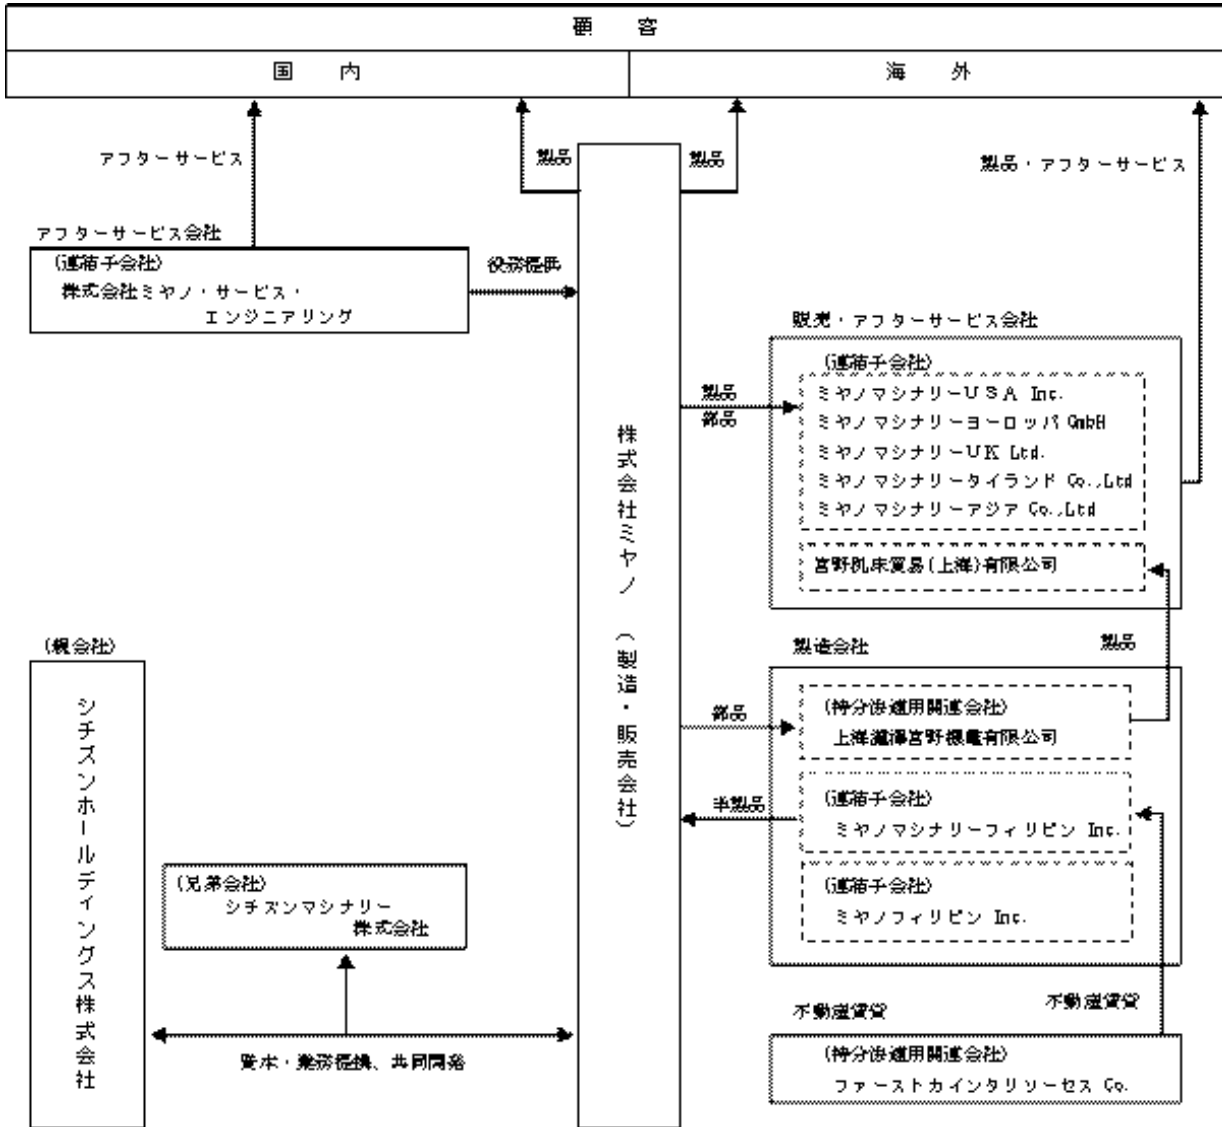 顧　客
国　内
海　外
アフターサービス
製品
製品
製品・アフターサービス
アフターサービス会社
(連結子会社)
株式会社ミヤノ・サービス・
エンジニアリング
役務提供
販売・アフターサービス会社
(連結子会社)
ミヤノマシナリーUSA Inc.
ミヤノマシナリーヨーロッパ GmbH
ミヤノマシナリーUK Ltd.
ミヤノマシナリータイランド Co.,Ltd
ミヤノマシナリーアジア Co.,Ltd
製品
部品
宮野机床貿易(上海)有限公司
株式会社ミヤノ (製造・販売会社)
(親会社)
シチズンホールディングス株式会社
製造会社
製品
部品
(持分法適用関連会社)
上海瀧澤宮野機電有限公司
半製品
(連結子会社)
ミヤノマシナリーフィリピン Inc.
(連結子会社)
ミヤノフィリピン Inc.
(兄弟会社)
シチズンマシナリー
株式会社
資本・業務提携、共同開発
不動産賃貸
不動産賃貸
(持分法適用関連会社)
ファーストカインタリソーセス Co.